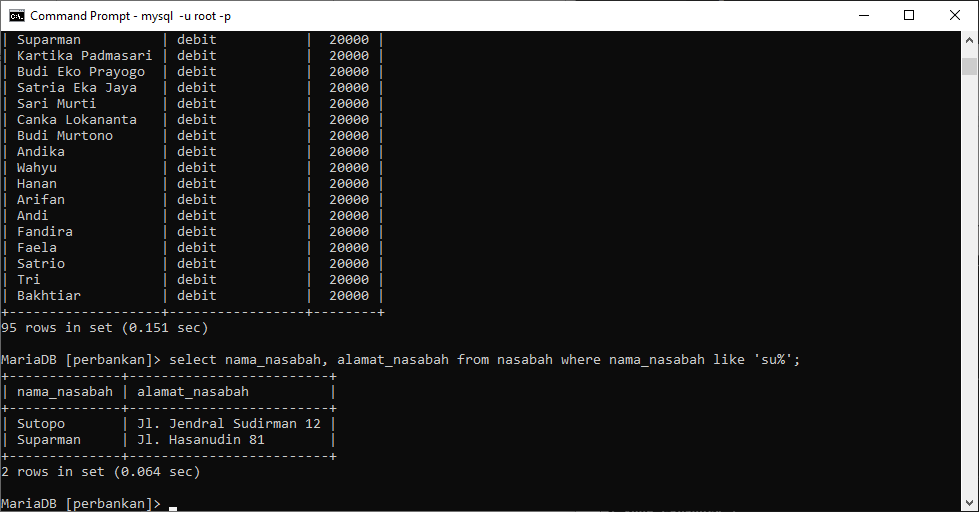 Command Prompt - mysql  -u root -p
| Suparman          | debit           |  20000 |
| Kartika Padmasari | debit           |  20000 |
| Budi Eko Prayogo  | debit           |  20000 |
| Satria Eka Jaya   | debit           |  20000 |
| Sari Murti        | debit           |  20000 |
| Canka Lokananta   | debit           |  20000 |
| Budi Murtono      | debit           |  20000 |
| Andika            | debit           |  20000 |
| Wahyu             | debit           |  20000 |
| Hanan             | debit           |  20000 |
| Arifan            | debit           |  20000 |
| Andi              | debit           |  20000 |
| Fandira           | debit           |  20000 |
| Faela             | debit           |  20000 |
| Satrio            | debit           |  20000 |
| Tri               | debit           |  20000 |
| Bakhtiar          | debit           |  20000 |
+-------------------+-----------------+--------+
95 rows in set (0.151 sec)
MariaDB [perbankan]> select nama_nasabah, alamat_nasabah from nasabah where nama_nasabah like 'su%';
+--------------+-------------------------+
| nama_nasabah | alamat_nasabah          |
+--------------+-------------------------+
| Sutopo       | Jl. Jendral Sudirman 12 |
| Suparman     | Jl. Hasanudin 81        |
+--------------+-------------------------+
2 rows in set (0.064 sec)
MariaDB [perbankan]> _